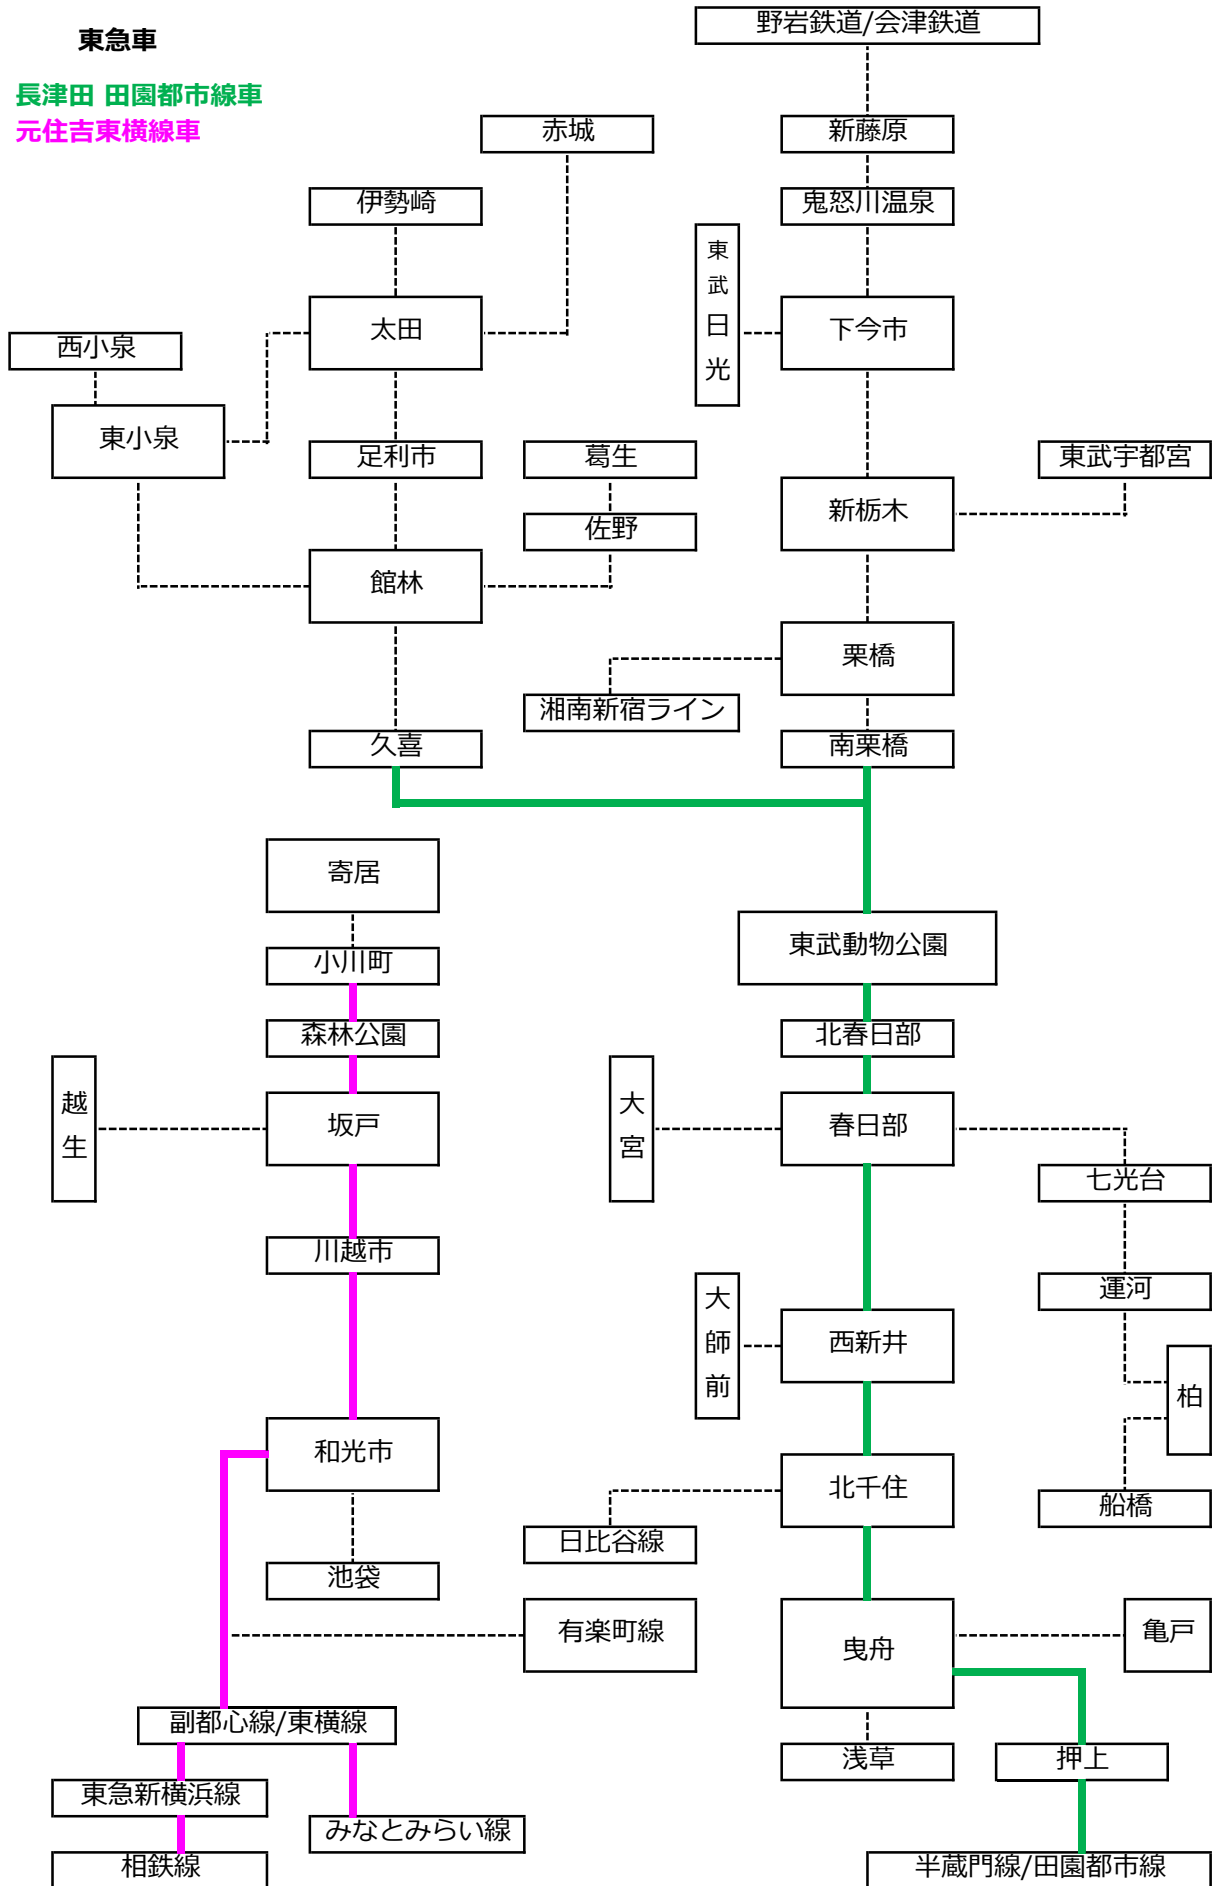 東急車
長津田 田園都市線車
元住吉東横線車
野岩鉄道/会津鉄道
赤城
新藤原
伊勢崎
鬼怒川温泉
東武日光
太田
下今市
西小泉
東小泉
足利市
葛生
東武宇都宮
新栃木
佐野
館林
栗橋
湘南新宿ライン
久喜
南栗橋
寄居
東武動物公園
小川町
森林公園
北春日部
越生
坂戸
大宮
春日部
七光台
川越市
運河
大師前
西新井
柏
和光市
北千住
船橋
日比谷線
池袋
有楽町線
曳舟
亀戸
副都心線/東横線
浅草
押上
東急新横浜線
みなとみらい線
相鉄線
半蔵門線/田園都市線